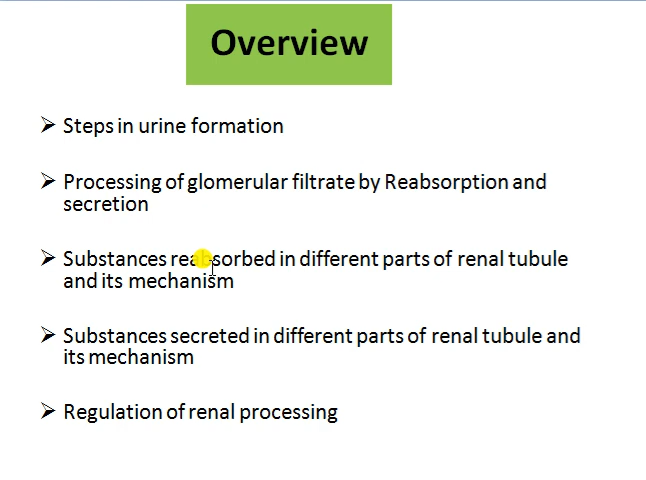 Overview
➢ Steps in urine formation
➢ Processing of glomerular filtrate by Reabsorption and
secretion
➢ Substances reabsorbed in different parts of renal tubule
and its mechanism
➢ Substances secreted in different parts of renal tubule and
its mechanism
➢ Regulation of renal processing